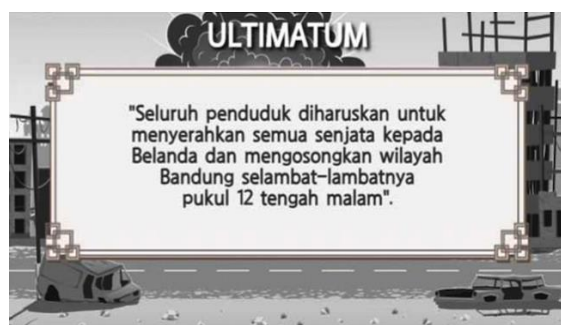 ULTIMATUM
"Seluruh penduduk diharuskan untuk
menyerahkan semua senjata kepada
Belanda dan mengosongkan wilayah
Bandung selambat-lambatnya
pukul 12 tengah malam".